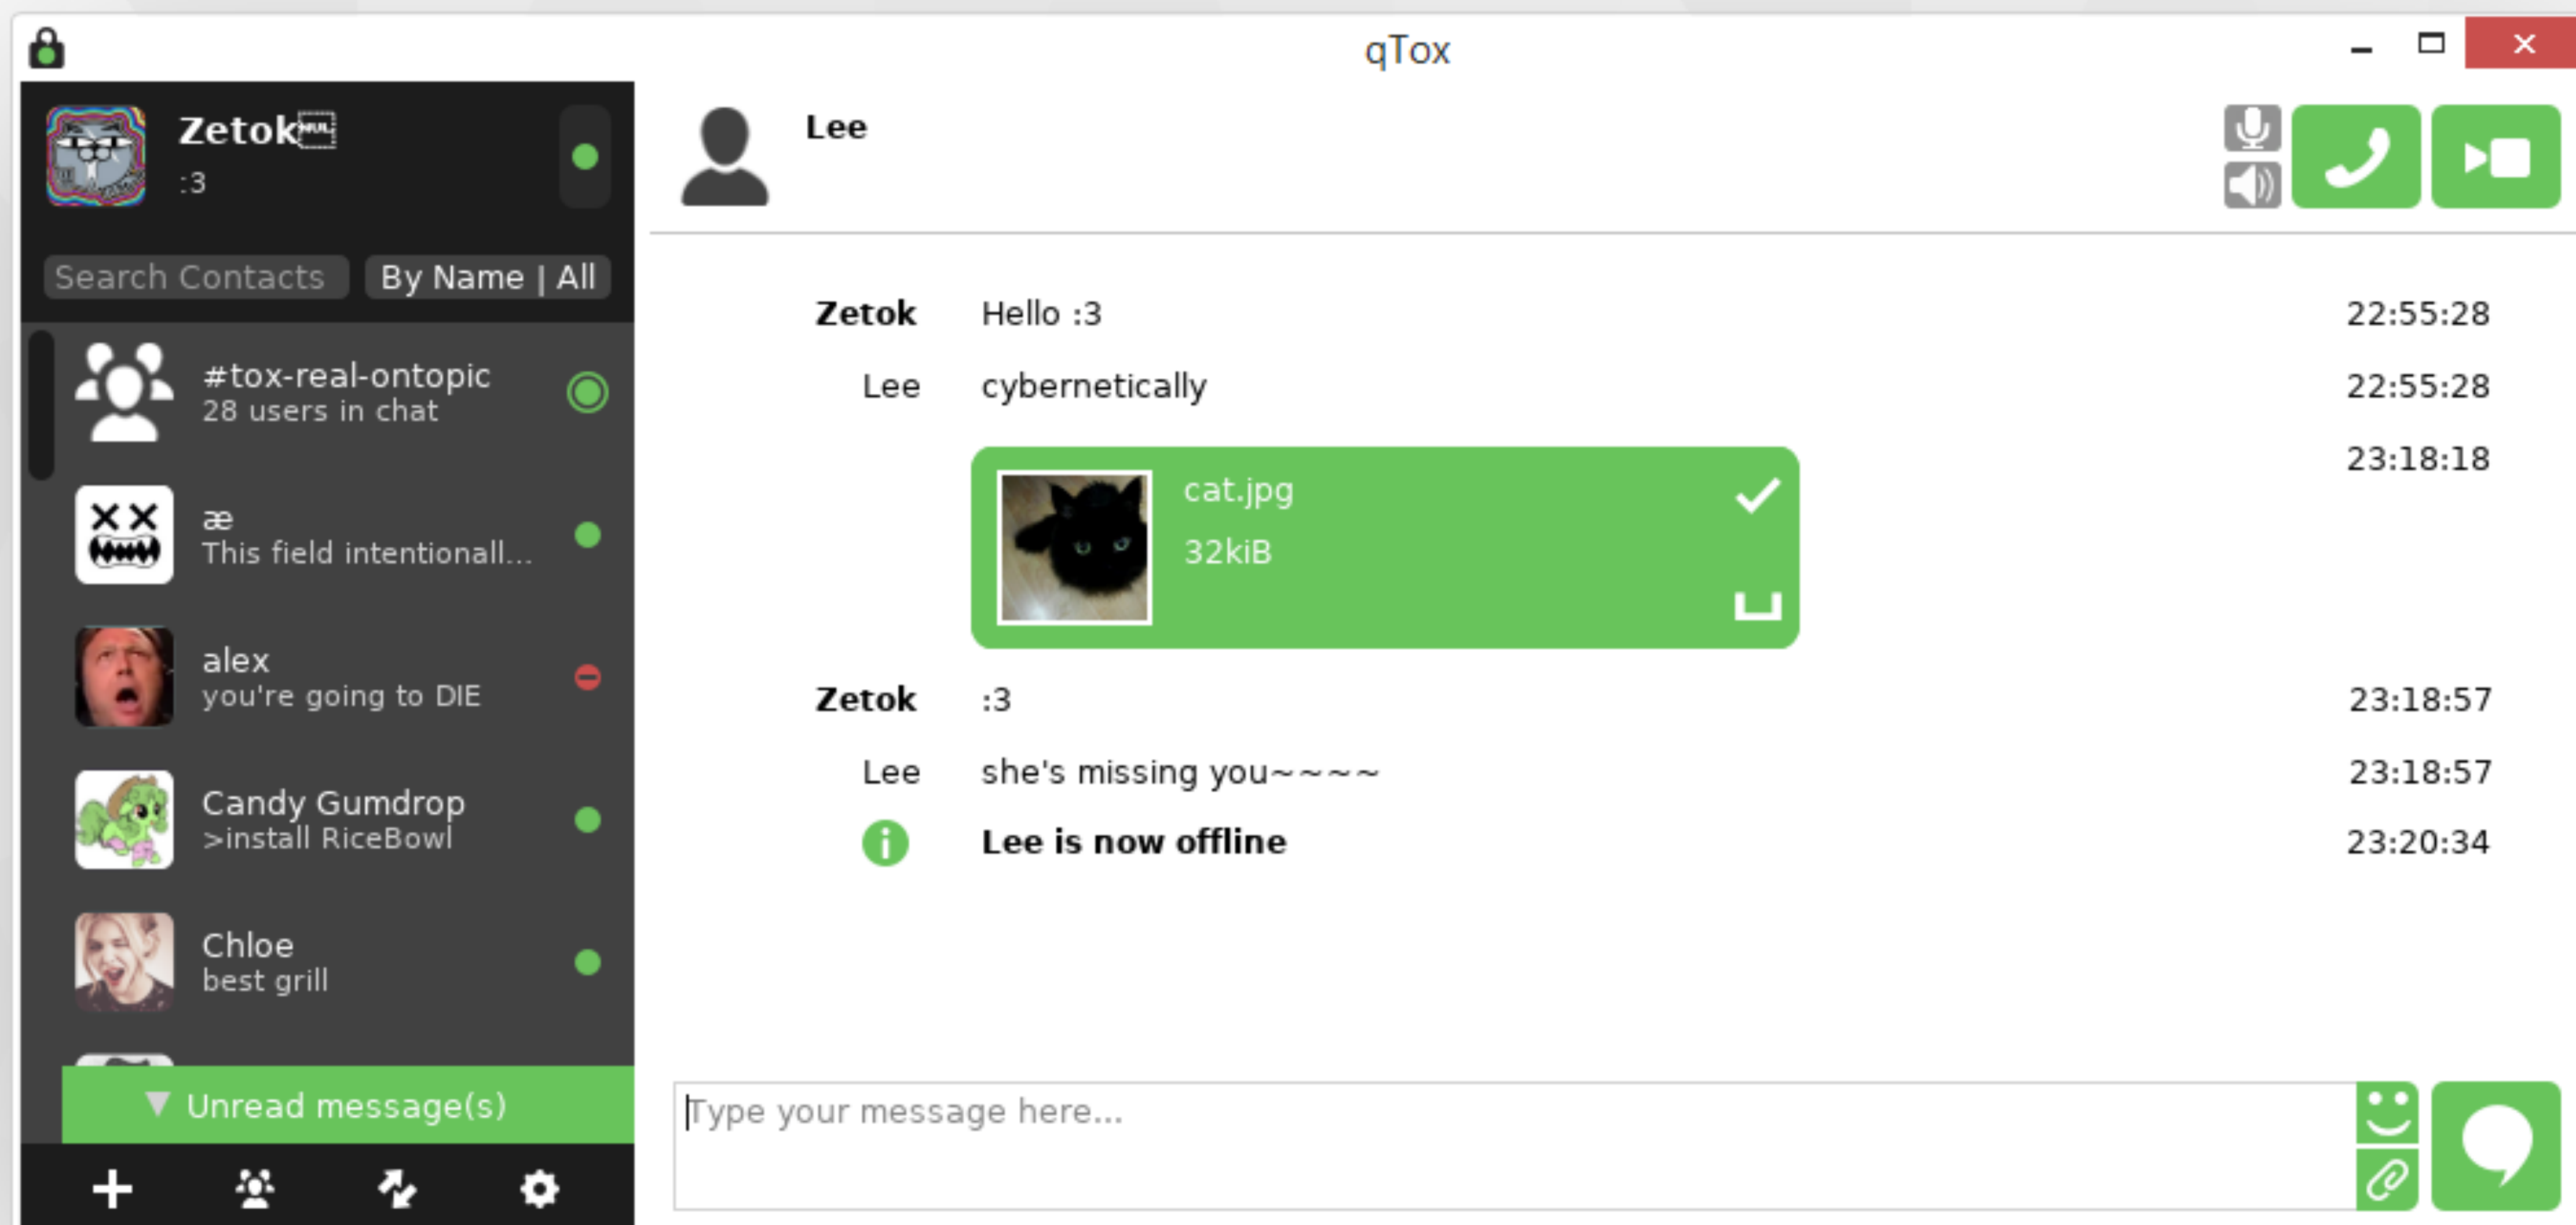 qTox
Zetok
:3
Search Contacts
By Name | All
#tox-real-ontopic
28 users in chat
æ
This field intentionall...
alex
you're going to DIE
Candy Gumdrop
>install RiceBowl
Chloe
best grill
Unread message(s)
Lee
Zetok Hello :3 22:55:28
Lee cybernetically 22:55:28
cat.jpg 23:18:18
32kiB
Zetok :3 23:18:57
Lee she's missing you~~~~ 23:18:57
Lee is now offline 23:20:34
Type your message here...